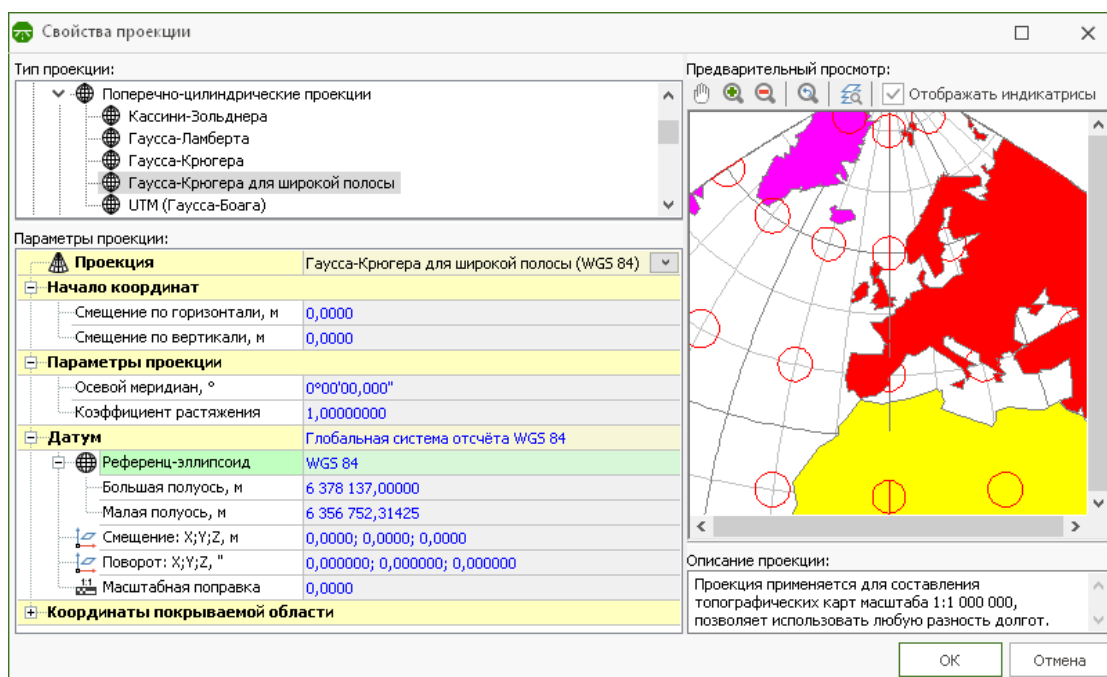 Свойства проекции
Тип проекции:
Поперечно-цилиндрические проекции
Кассини-Зольднера
Гаусса-Ламберта
Гаусса-Крюгера
Гаусса-Крюгера для широкой полосы
UTM (Гаусса-Боага)
Параметры проекции:
Проекция Гаусса-Крюгера для широкой полосы (WGS 84)
Начало координат
Смещение по горизонтали, м 0,0000
Смещение по вертикали, м 0,0000
Параметры проекции
Осевой меридиан, ° 0°00'00,000"
Коэффициент растяжения 1,00000000
Датум Глобальная система отсчёта WGS 84
Референц-эллипсоид WGS 84
Большая полуось, м 6 378 137,00000
Малая полуось, м 6 356 752,31425
Смещение: X;Y;Z, м 0,0000; 0,0000; 0,0000
Поворот: X;Y;Z, " 0,000000; 0,000000; 0,000000
1:1 Масштабная поправка 0,0000
Координаты покрываемой области
Предварительный просмотр:
Отображать индикатрисы
Описание проекции:
Проекция применяется для составления
топографических карт масштаба 1:1 000 000,
позволяет использовать любую разность долгот.
ОК
Отмена